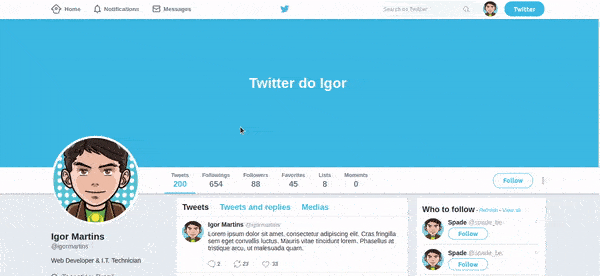 Home Notifications Messages Search on Twitter Twitter
Twitter do Igor
Tweets Followings Followers Favorites Lists Moments
200 654 88 45 8 0
Follow
Igor Martins
@igormartins
Web Developer & I.T. Technician
Tweets Tweets and replies Medias
Igor Martins @igormartins
Lorem ipsum dolor sit amet, consectetur adipiscing elit. Cras fringilla
sem eget convallis luctus. Mauris vitae tincidunt lorem. Phasellus at
tristique arcu, ut malesuada quam.
2 23 33
Who to follow · Refresh · View all
Spade @spade_be
Follow
Spade @spade_be
Follow